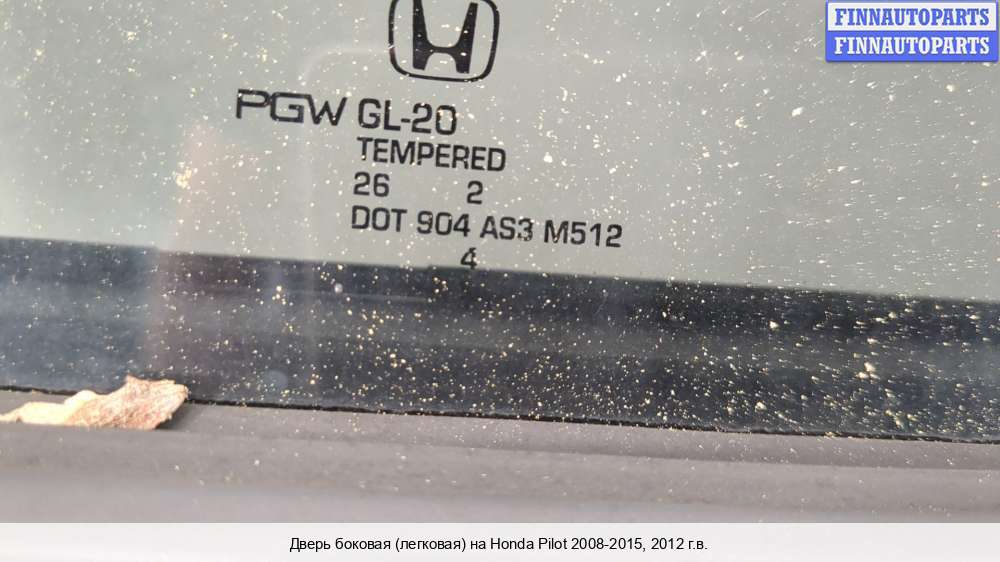 FINNAUTOPARTS
FINNAUTOPARTS
PGW GL-20
TEMPERED
26 2
DOT 904 AS3 M512
4
Дверь боковая (легковая) на Honda Pilot 2008-2015, 2012 г.в.